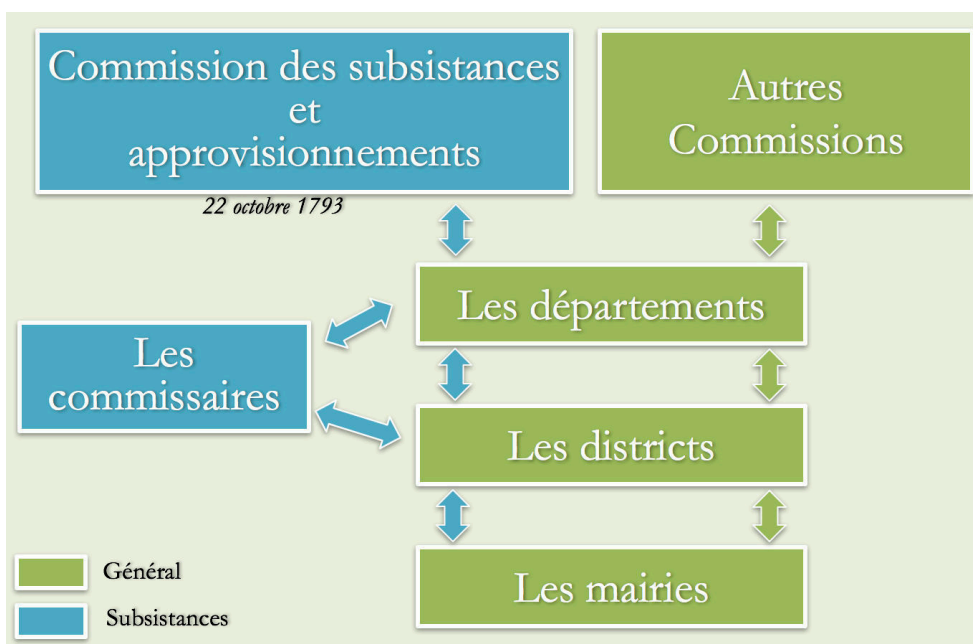 Commission des subsistances
et
approvisionnements
Autres
Commissions
22 octobre 1793
Les départements
Les
commissaires
Les districts
Les mairies
Général
Subsistances